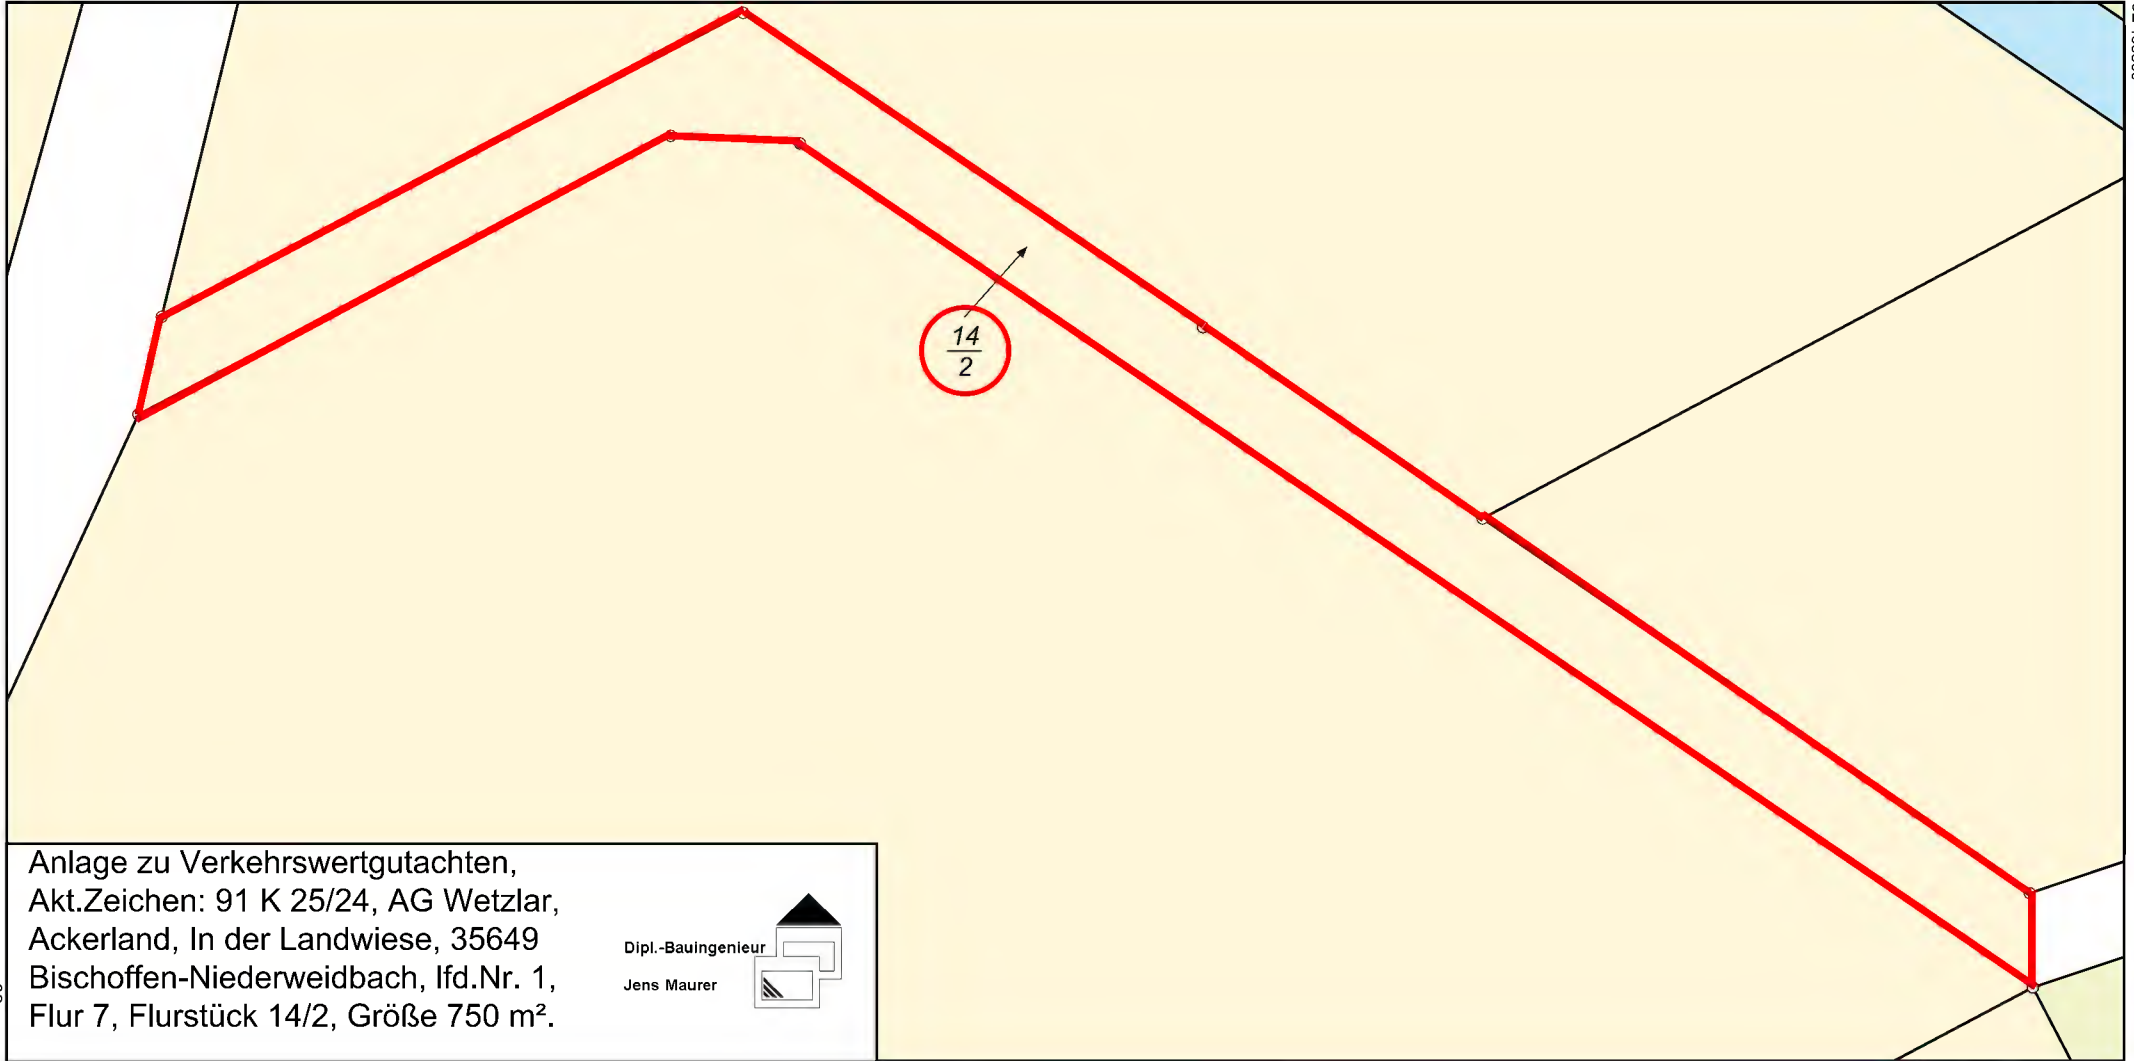 14
2
Anlage zu Verkehrswertgutachten,
Akt.Zeichen: 91 K 25/24, AG Wetzlar,
Ackerland, In der Landwiese, 35649
Bischoffen-Niederweidbach, lfd.Nr. 1,
Flur 7, Flurstück 14/2, Größe 750 m².
Dipl.-Bauingenieur
Jens Maurer